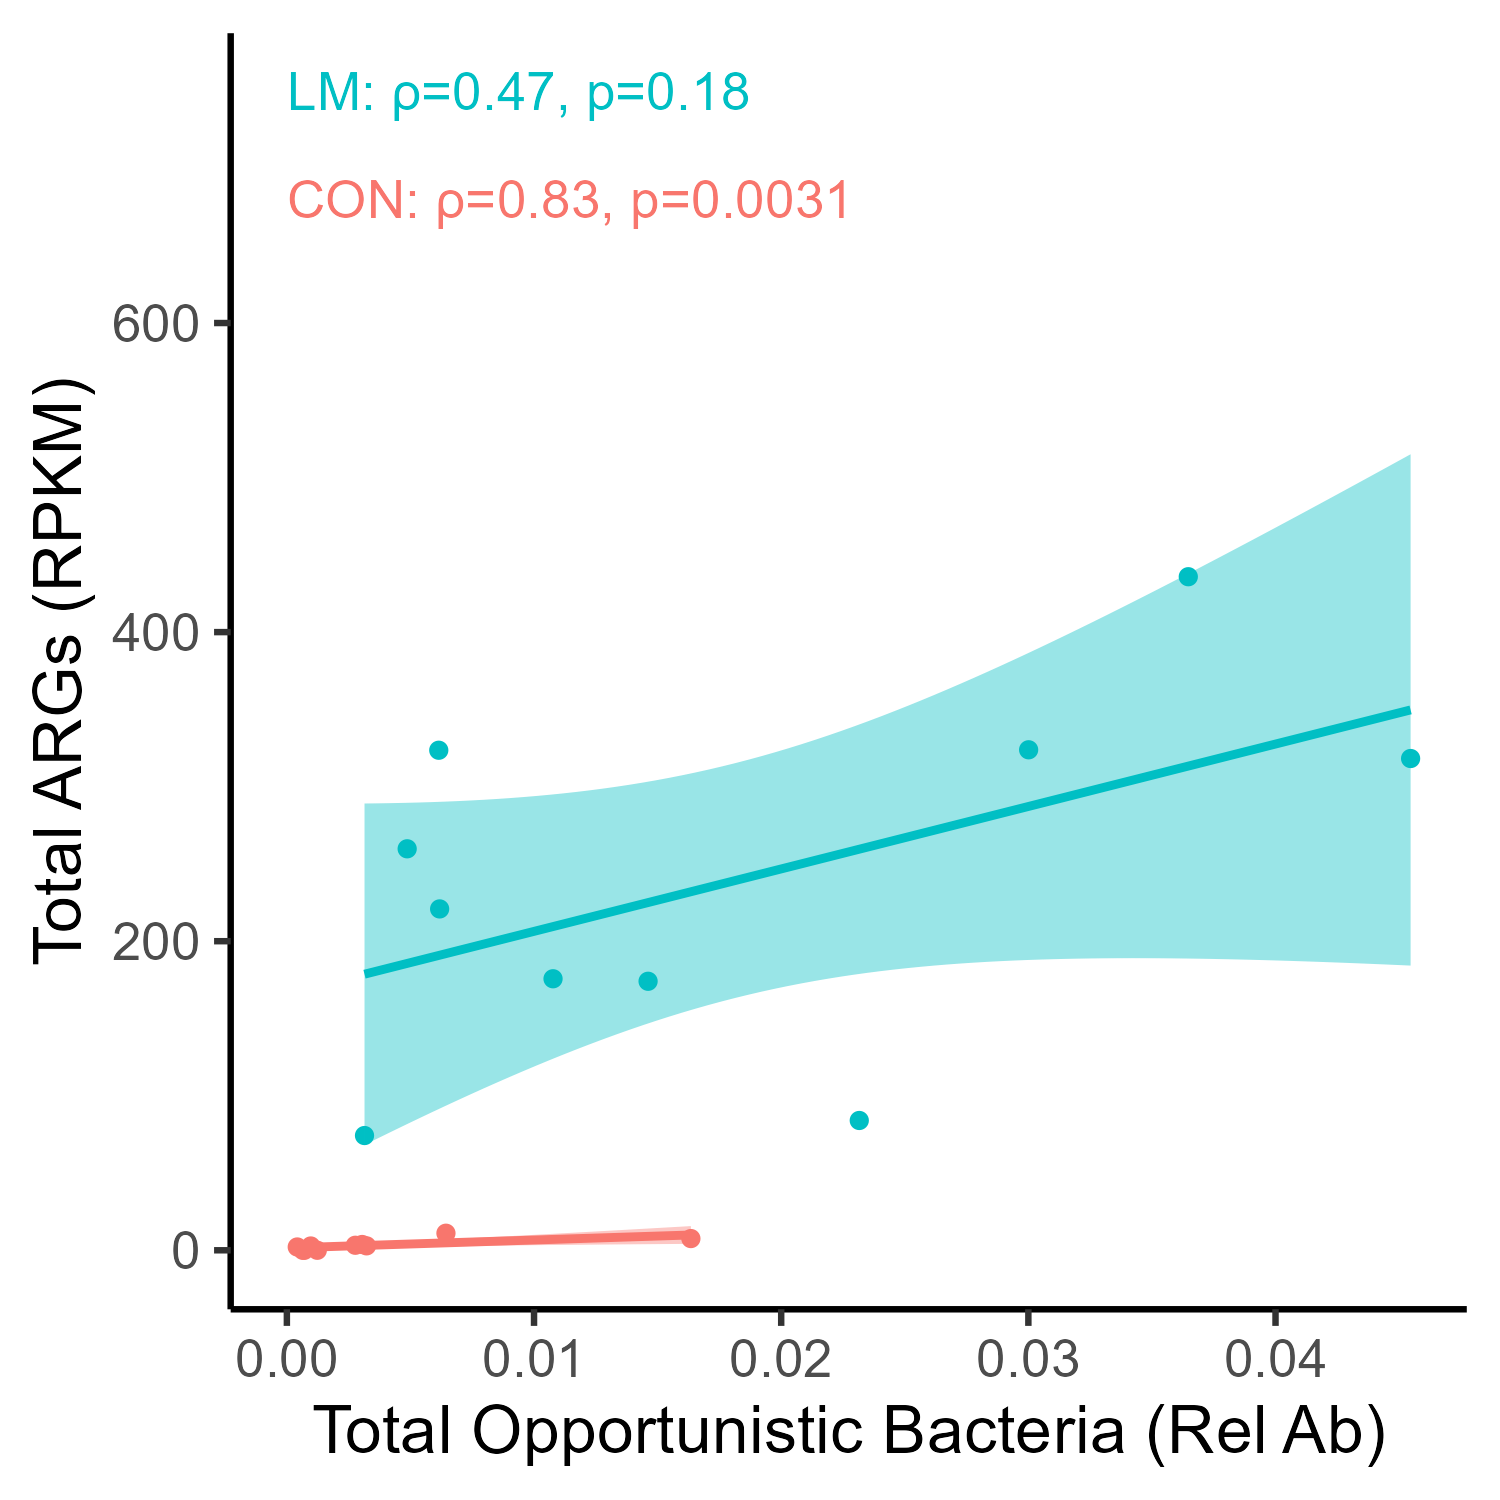 LM: ρ=0.47, p=0.18
CON: ρ=0.83, p=0.0031
Total ARGs (RPKM)
600
400
200
0
0.00 0.01 0.02 0.03 0.04
Total Opportunistic Bacteria (Rel Ab)